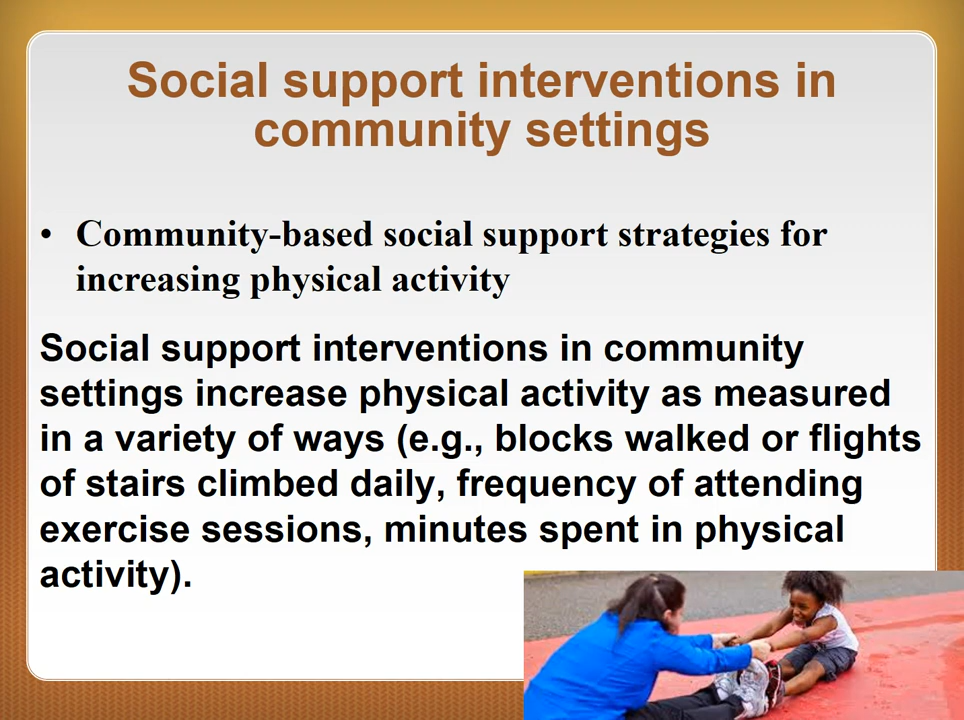 Social support interventions in
community settings
• Community-based social support strategies for
increasing physical activity
Social support interventions in community
settings increase physical activity as measured
in a variety of ways (e.g., blocks walked or flights
of stairs climbed daily, frequency of attending
exercise sessions, minutes spent in physical
activity).